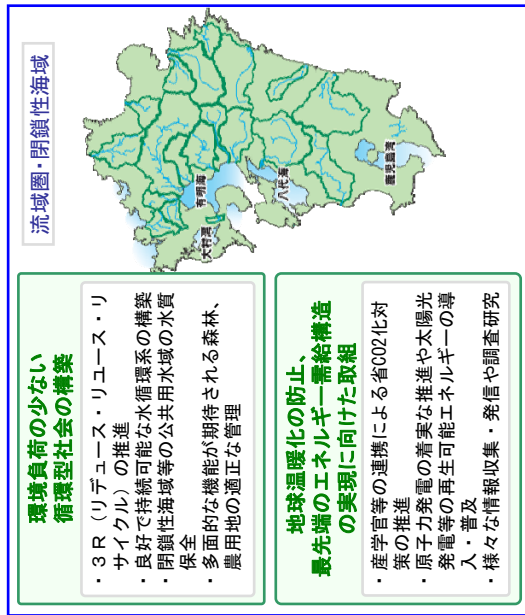 環境負荷の少ない
循環型社会の構築
・３Ｒ（リデュース・リユース・リ
サイクル）の推進
・良好で持続可能な水循環系の構築
・閉鎖性海域等の公共用水域の水質
保全
・多面的な機能が期待される森林、
農用地の適正な管理
地球温暖化の防止、
最先端のエネルギー需給構造
の実現に向けた取組
・産学官等の連携による省CO2化対
策の推進
・原子力発電の着実な推進や太陽光
発電等の再生可能エネルギーの導
入・普及
・様々な情報収集・発信や調査研究
流域圏・閉鎖性海域
大村湾
有明海
八代海
鹿児島湾